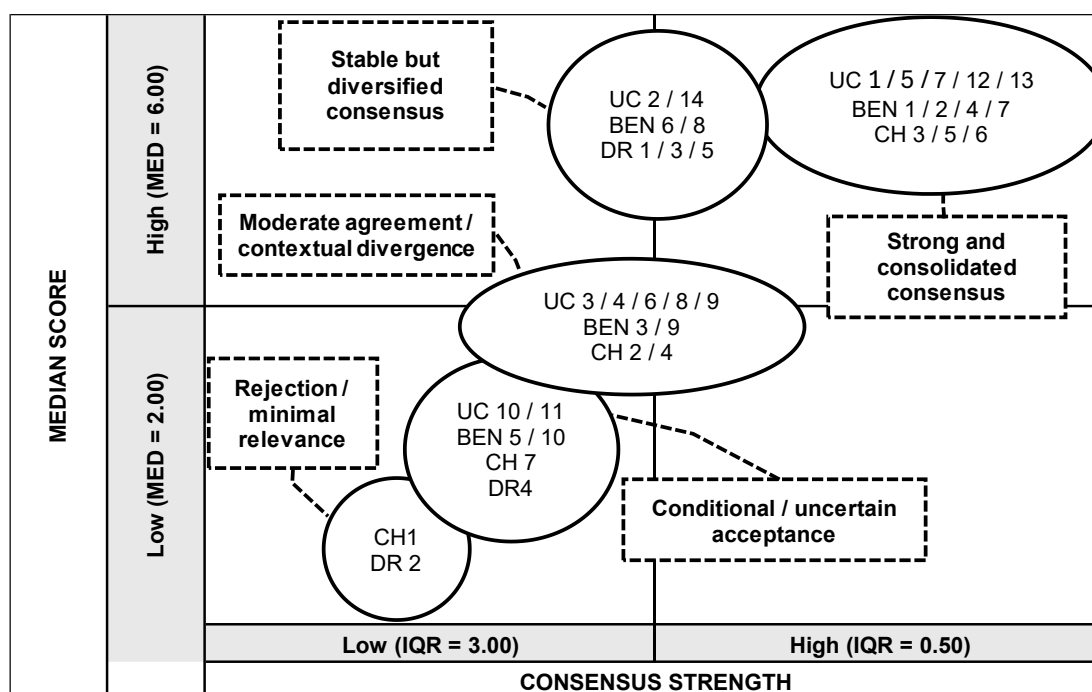 MEDIAN SCORE
High (MED = 6.00)
Low (MED = 2.00)
Stable but
diversified
consensus
UC 2 / 14
BEN 6 / 8
DR 1 / 3 / 5
UC 1 / 5 / 7 / 12 / 13
BEN 1 / 2 / 4 / 7
CH 3 / 5 / 6
Moderate agreement /
contextual divergence
Strong and
consolidated
consensus
UC 3 / 4 / 6 / 8 / 9
BEN 3 / 9
CH 2 / 4
Rejection /
minimal
relevance
UC 10 / 11
BEN 5 / 10
CH 7
DR4
Conditional / uncertain
acceptance
CH1
DR 2
Low (IQR = 3.00)
High (IQR = 0.50)
CONSENSUS STRENGTH